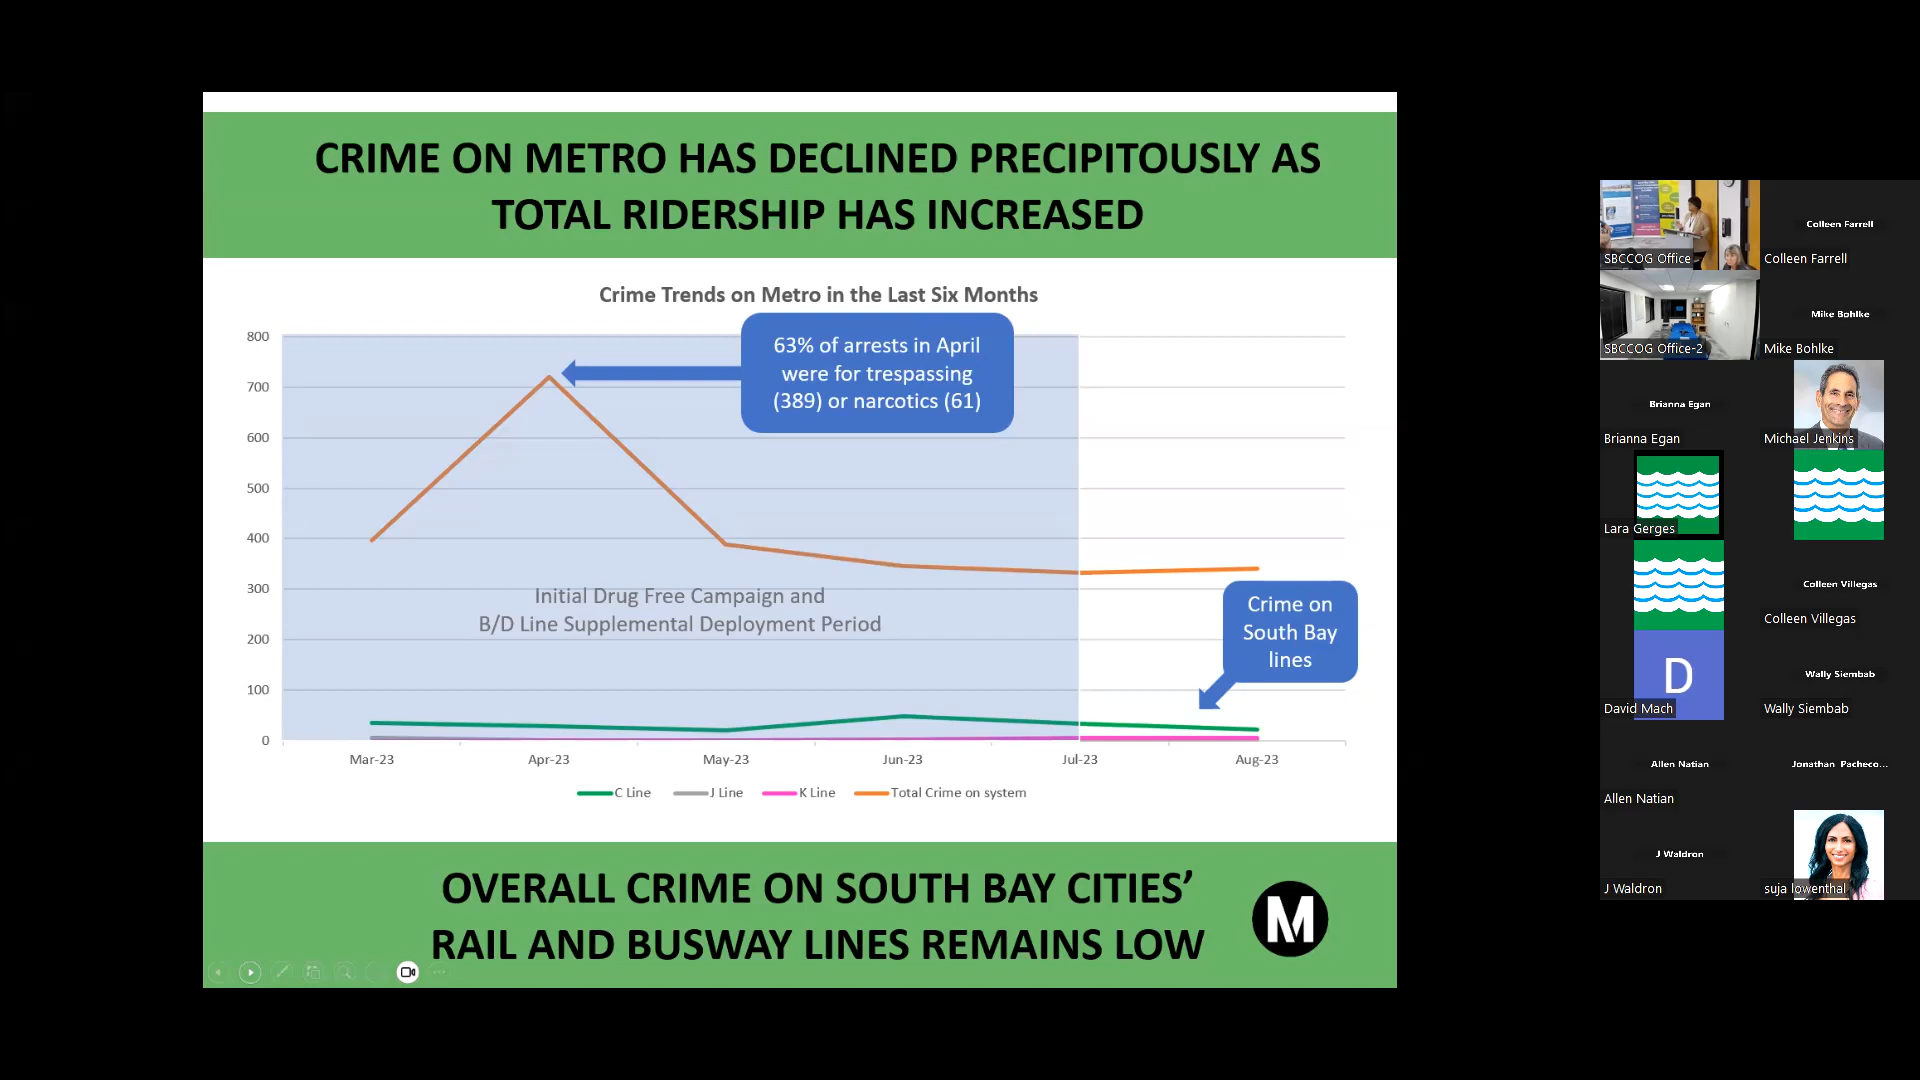 CRIME ON METRO HAS DECLINED PRECIPITOUSLY AS
TOTAL RIDERSHIP HAS INCREASED
Crime Trends on Metro in the Last Six Months
800
700
600
500
400
300
200
100
0
63% of arrests in April
were for trespassing
(389) or narcotics (61)
Initial Drug Free Campaign and
B/D Line Supplemental Deployment Period
Crime on
South Bay
lines
Mar-23
Apr-23
May-23
Jun-23
Jul-23
Aug-23
C Line
J Line
K Line
Total Crime on system
OVERALL CRIME ON SOUTH BAY CITIES’
RAIL AND BUSWAY LINES REMAINS LOW
M
SBCCOG Office
Colleen Farrell
Colleen Farrell
SBCCOG Office-2
Mike Bohlke
Mike Bohlke
Brianna Egan
Brianna Egan
Michael Jenkins
Lara Gerges
Colleen Villegas
Colleen Villegas
D
David Mach
Wally Siembab
Wally Siembab
Allen Natian
Allen Natian
Jonathan Pacheco...
J Waldron
J Waldron
suja lowenthal